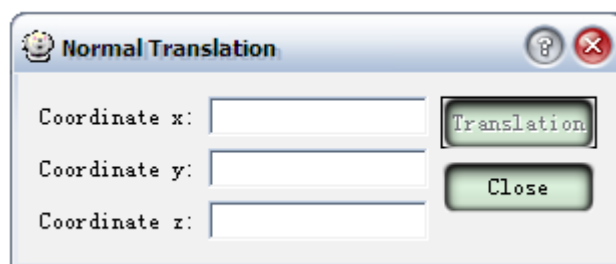 Normal Translation
?
Coordinate x:
Translation
Coordinate y:
Close
Coordinate z: